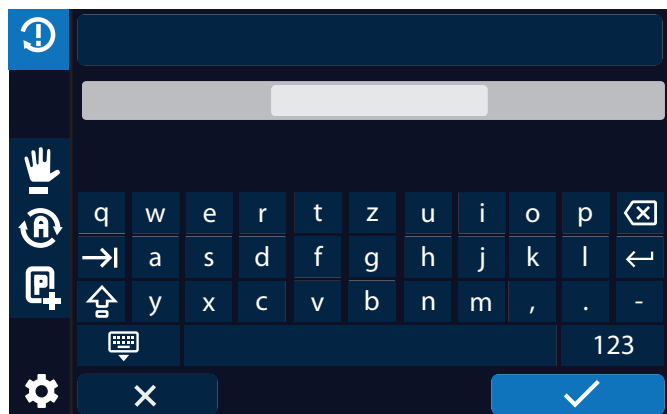 q w e r t z u i o p
a s d f g h j k l
y x c v b n m , . -
123
A
P